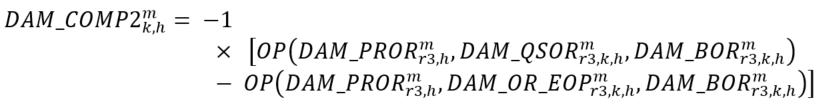 DAM_COMP2^m_{k,h} = −1
× [OP(DAM_PROR^m_{r3,h}, DAM_QSOR^m_{r3,k,h}, DAM_BOR^m_{r3,k,h})
− OP(DAM_PROR^m_{r3,h}, DAM_OR_EOP^m_{r3,k,h}, DAM_BOR^m_{r3,k,h})]